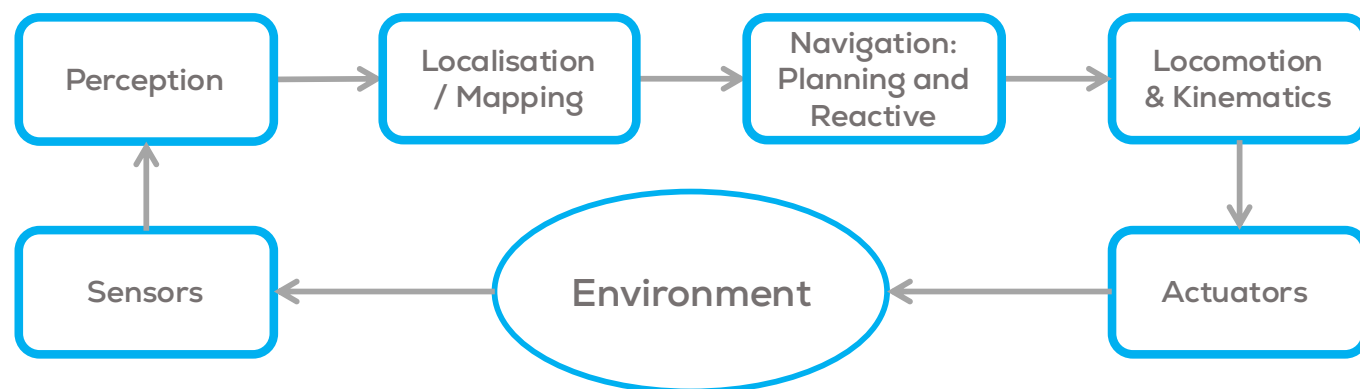 Perception
Localisation
/ Mapping
Navigation:
Planning and
Reactive
Locomotion
& Kinematics
Sensors
Environment
Actuators